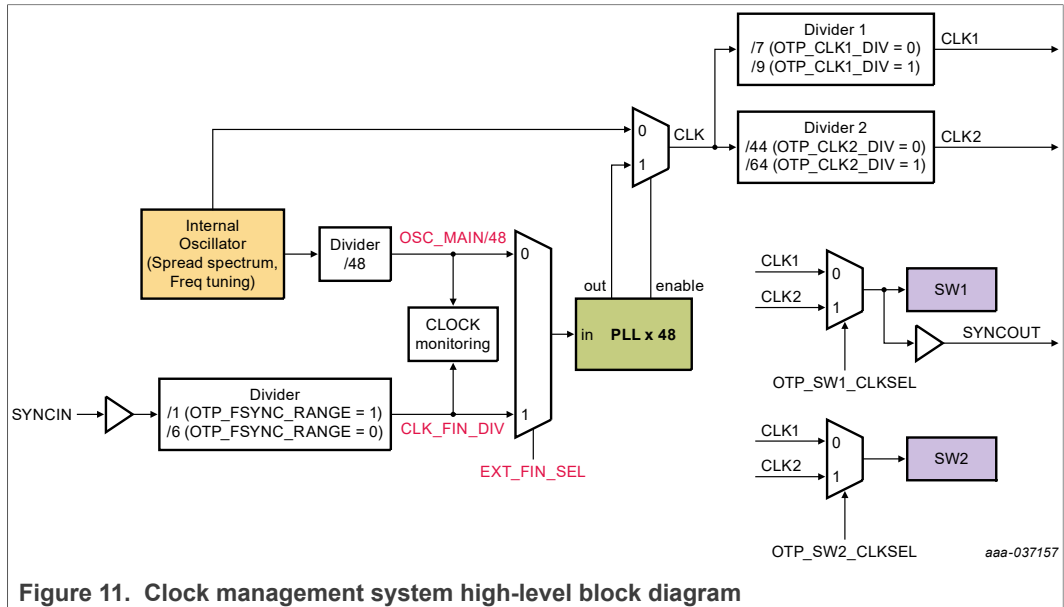 Divider 1
/7 (OTP_CLK1_DIV = 0)
/9 (OTP_CLK1_DIV = 1)
CLK1
0
1
CLK
Divider 2
/44 (OTP_CLK2_DIV = 0)
/64 (OTP_CLK2_DIV = 1)
CLK2
Internal
Oscillator
(Spread spectrum,
Freq tuning)
Divider
/48
OSC_MAIN/48
0
1
CLOCK
monitoring
out
enable
in
PLL x 48
SYNCIN
Divider
/1 (OTP_FSYNC_RANGE = 1)
/6 (OTP_FSYNC_RANGE = 0)
CLK_FIN_DIV
EXT_FIN_SEL
CLK1
CLK2
0
1
SW1
SYNCOUT
OTP_SW1_CLKSEL
CLK1
CLK2
0
1
SW2
OTP_SW2_CLKSEL
aaa-037157
Figure 11. Clock management system high-level block diagram